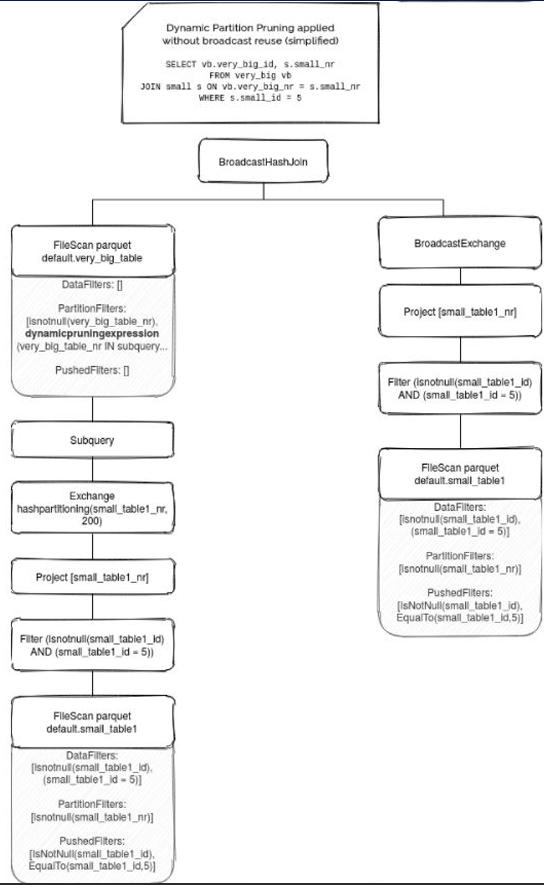 Dynamic Partition Pruning applied
without broadcast reuse (simplified)
SELECT vb.very_big_id, s.small_nr
FROM very_big vb
JOIN small s ON vb.very_big_nr = s.small_nr
WHERE s.small_id = 5
BroadcastHashJoin
FileScan parquet
default.very_big_table
DataFilters: []
PartitionFilters:
[isnotnull(very_big_table_nr),
dynamicpruningexpression
(very_big_table_nr IN subquery...
PushedFilters: []
Subquery
Exchange
hashpartitioning(small_table1_nr,
200)
Project [small_table1_nr]
Filter (isnotnull(small_table1_id)
AND (small_table1_id = 5))
FileScan parquet
default.small_table1
DataFilters:
[isnotnull(small_table1_id),
(small_table1_id = 5)]
PartitionFilters:
[isnotnull(small_table1_nr)]
PushedFilters:
[IsNotNull(small_table1_id),
EqualTo(small_table1_id,5)]
BroadcastExchange
Project [small_table1_nr]
Filter (isnotnull(small_table1_id)
AND (small_table1_id = 5))
FileScan parquet
default.small_table1
DataFilters:
[isnotnull(small_table1_id),
(small_table1_id = 5)]
PartitionFilters:
[isnotnull(small_table1_nr)]
PushedFilters:
[IsNotNull(small_table1_id),
EqualTo(small_table1_id,5)]